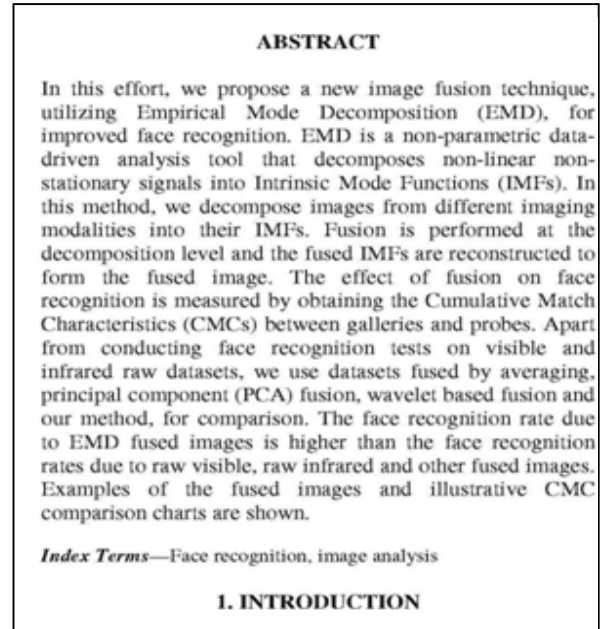 ABSTRACT
In this effort, we propose a new image fusion technique,
utilizing Empirical Mode Decomposition (EMD), for
improved face recognition. EMD is a non-parametric data-
driven analysis tool that decomposes non-linear non-
stationary signals into Intrinsic Mode Functions (IMFs). In
this method, we decompose images from different imaging
modalities into their IMFs. Fusion is performed at the
decomposition level and the fused IMFs are reconstructed to
form the fused image. The effect of fusion on face
recognition is measured by obtaining the Cumulative Match
Characteristics (CMCs) between galleries and probes. Apart
from conducting face recognition tests on visible and
infrared raw datasets, we use datasets fused by averaging,
principal component (PCA) fusion, wavelet based fusion and
our method, for comparison. The face recognition rate due
to EMD fused images is higher than the face recognition
rates due to raw visible, raw infrared and other fused images.
Examples of the fused images and illustrative CMC
comparison charts are shown.
Index Terms—Face recognition, image analysis
1. INTRODUCTION